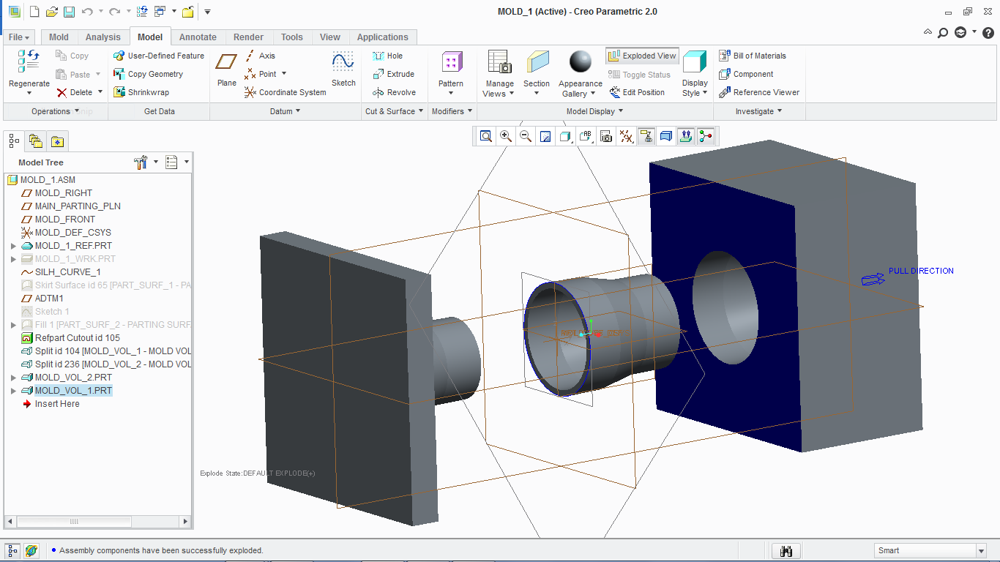 MOLD_1 (Active) - Creo Parametric 2.0
File Mold Analysis Model Annotate Render Tools View Applications
Regenerate
Copy
Paste
Delete
Operations
User-Defined Feature
Copy Geometry
Shrinkwrap
Get Data
Plane
Axis
Point
Coordinate System
Sketch
Datum
Hole
Extrude
Revolve
Cut & Surface
Pattern
Modifiers
Manage
Views
Section
Appearance
Gallery
Exploded View
Toggle Status
Edit Position
Display
Style
Model Display
Bill of Materials
Component
Reference Viewer
Investigate
Model Tree
MOLD_1.ASM
MOLD_RIGHT
MAIN_PARTING_PLN
MOLD_FRONT
MOLD_DEF_CSYS
MOLD_1_REF.PRT
MOLD_1_WRK.PRT
SILH_CURVE_1
Skirt Surface id 65 [PART_SURF_1 - PA
ADTM1
Sketch 1
Fill 1 [PART_SURF_2 - PARTING SURF
Refpart Cutout id 105
Split id 104 [MOLD_VOL_1 - MOLD VOL
Split id 236 [MOLD_VOL_2 - MOLD VOL
MOLD_VOL_2.PRT
MOLD_VOL_1.PRT
Insert Here
PULL DIRECTION
Explode State:DEFAULT EXPLODE(+)
Assembly components have been successfully exploded.
Smart